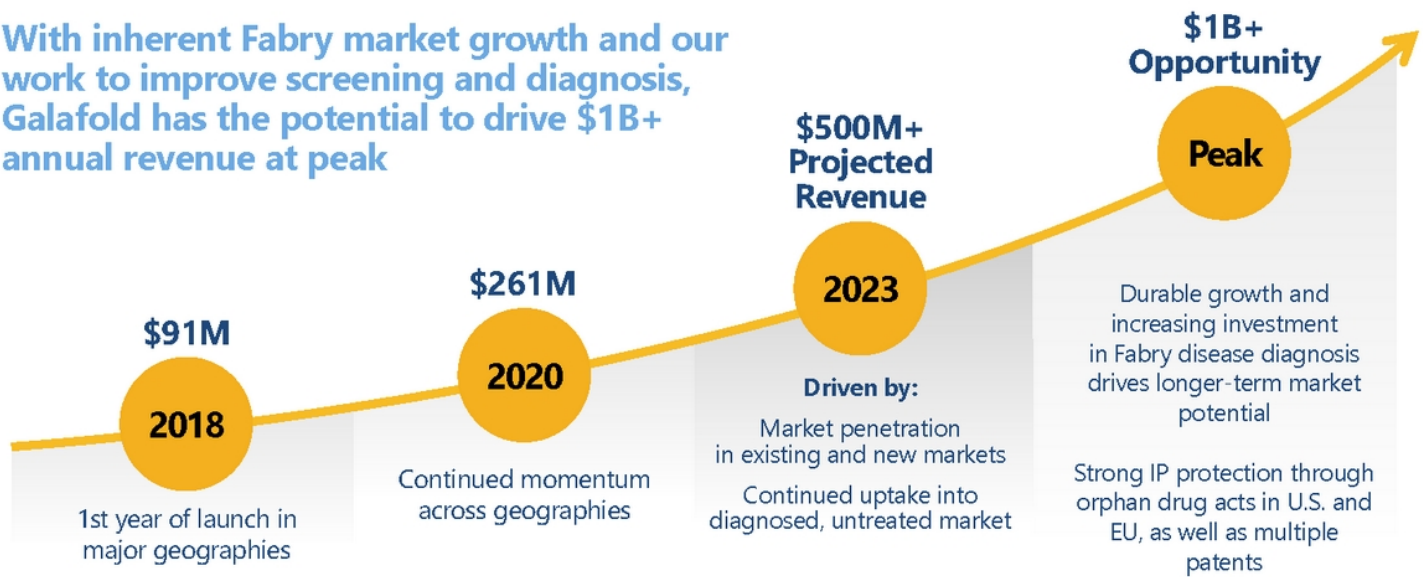 With inherent Fabry market growth and our
work to improve screening and diagnosis,
Galafold has the potential to drive $1B+
annual revenue at peak
$91M
2018
1st year of launch in
major geographies
$261M
2020
Continued momentum
across geographies
$500M+
Projected
Revenue
2023
Driven by:
Market penetration
in existing and new markets
Continued uptake into
diagnosed, untreated market
$1B+
Opportunity
Peak
Durable growth and
increasing investment
in Fabry disease diagnosis
drives longer-term market
potential
Strong IP protection through
orphan drug acts in U.S. and
EU, as well as multiple
patents